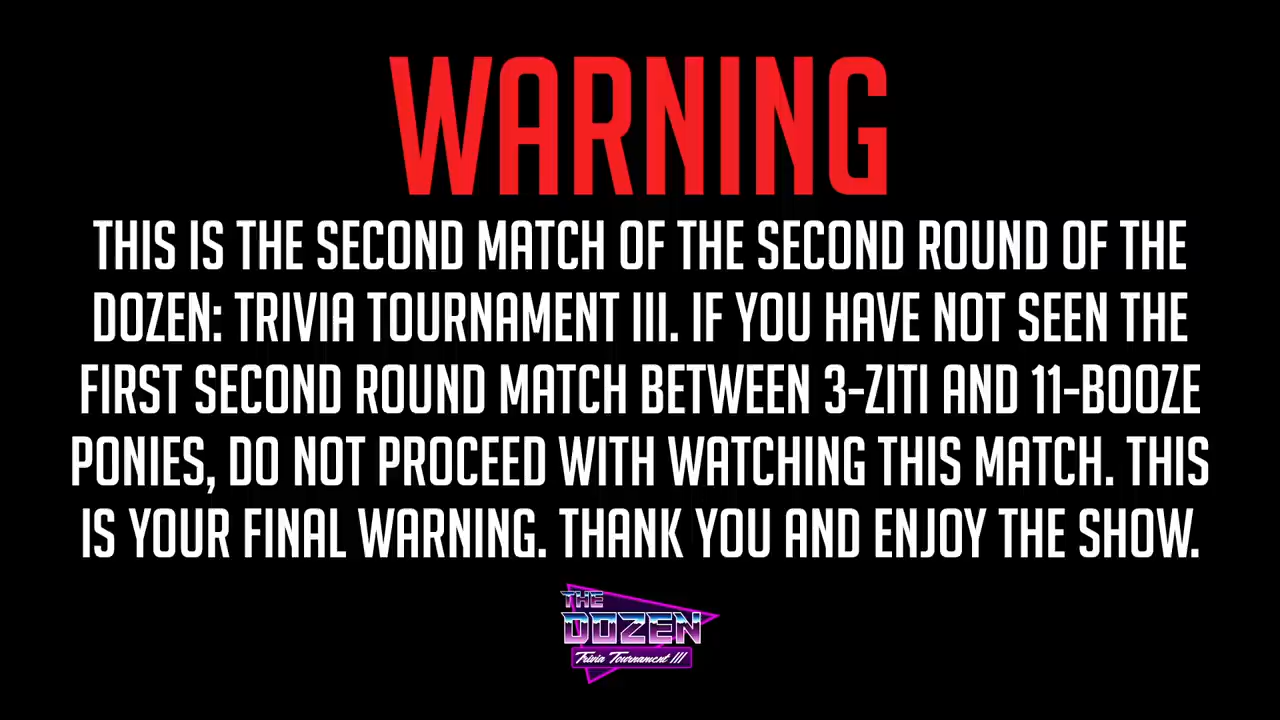 WARNING
THIS IS THE SECOND MATCH OF THE SECOND ROUND OF THE
DOZEN: TRIVIA TOURNAMENT III. IF YOU HAVE NOT SEEN THE
FIRST SECOND ROUND MATCH BETWEEN 3-ZITI AND 11-BOOZE
PONIES, DO NOT PROCEED WITH WATCHING THIS MATCH. THIS
IS YOUR FINAL WARNING. THANK YOU AND ENJOY THE SHOW.
THE
DOZEN
Trivia Tournament III